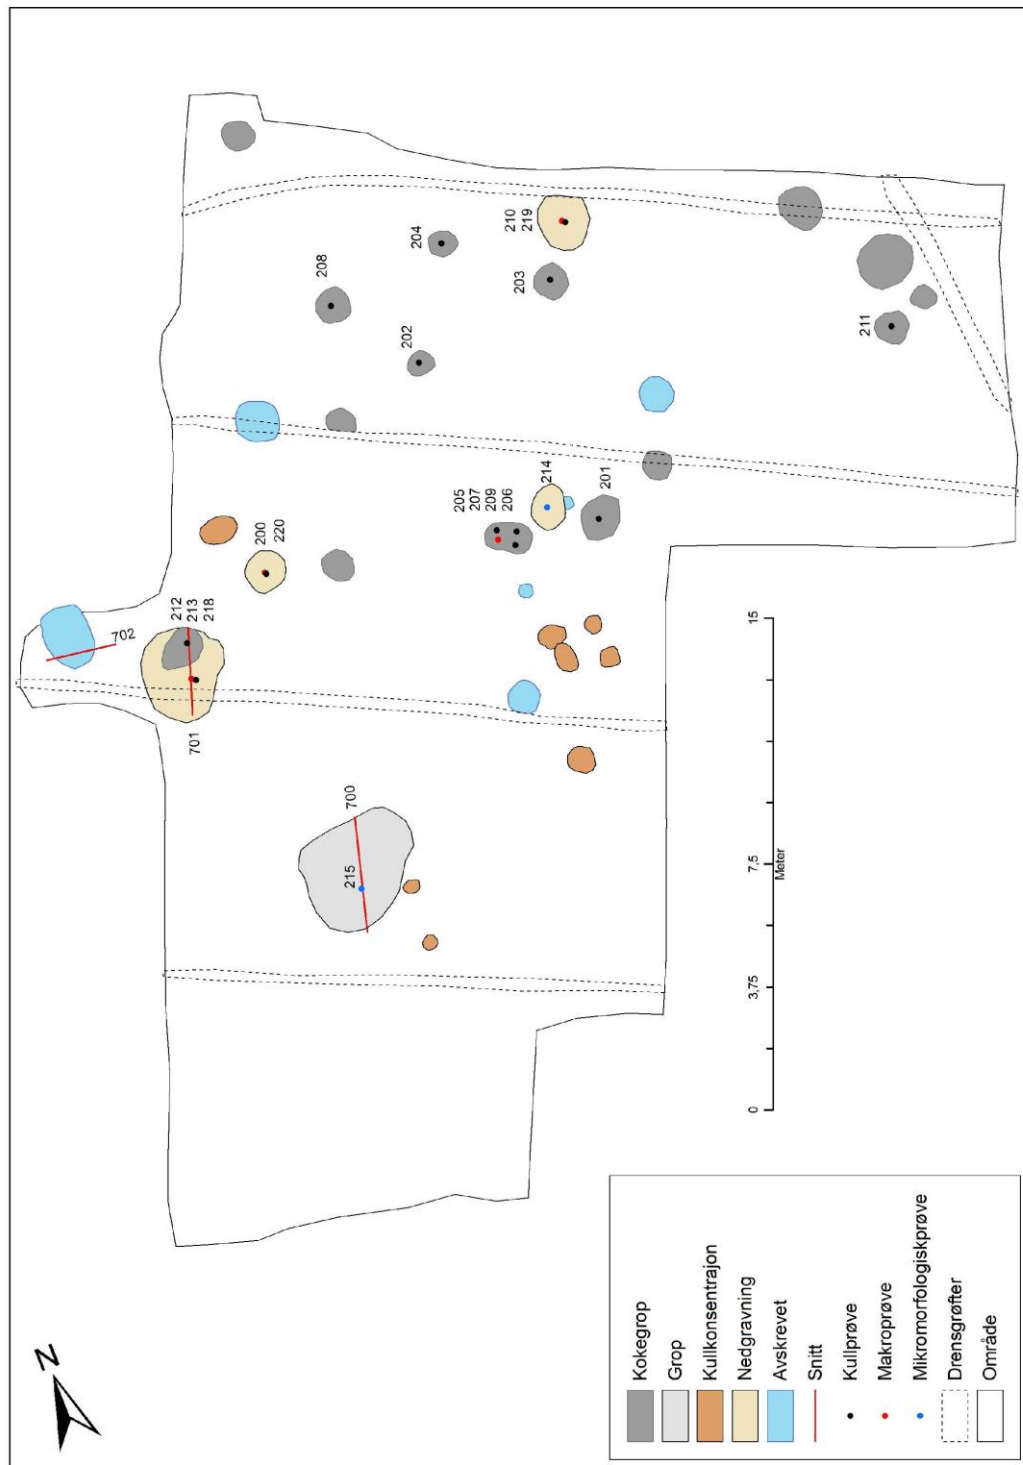 204
210
219
208
203
202
211
205
207
209
206
214
201
200
220
212
213
218
702
701
700
215
15
7,5
3,75
0
Meter
N
Kokegrop
Grop
Kullkonsentrajon
Nedgravning
Avskrevet
Snitt
Kullprøve
Makroprøve
Mikromorfologiskprøve
Drensgrøfter
Område